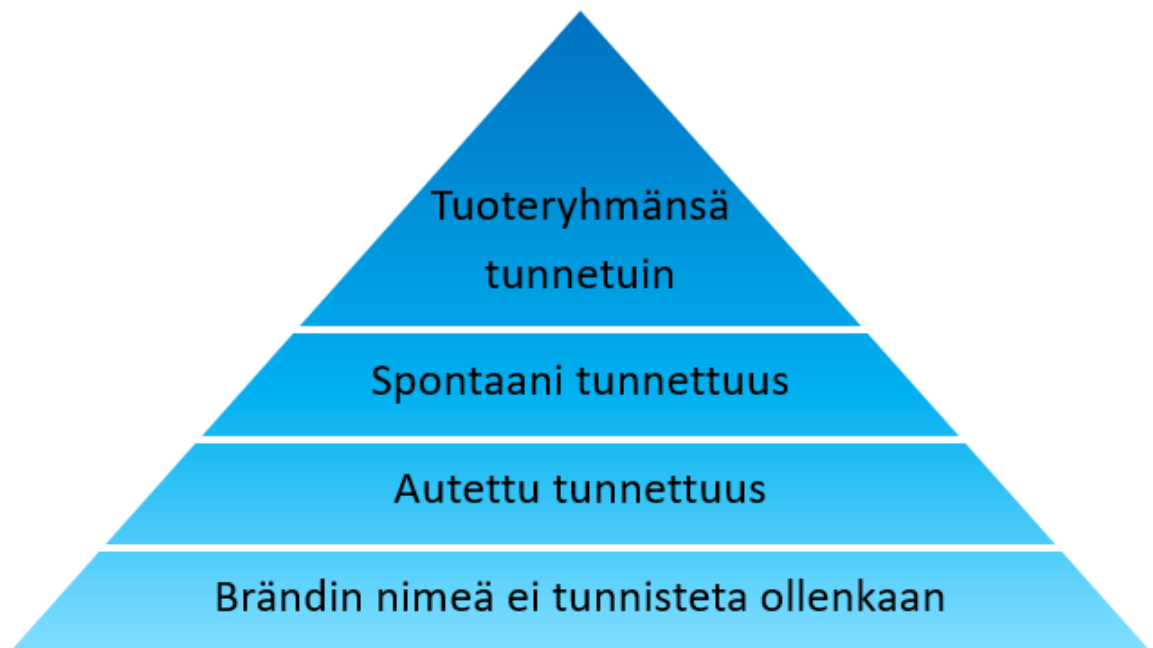 Tuoteryhmänsä
tunnetuin
Spontaani tunnettuus
Autettu tunnettuus
Brändin nimeä ei tunnisteta ollenkaan